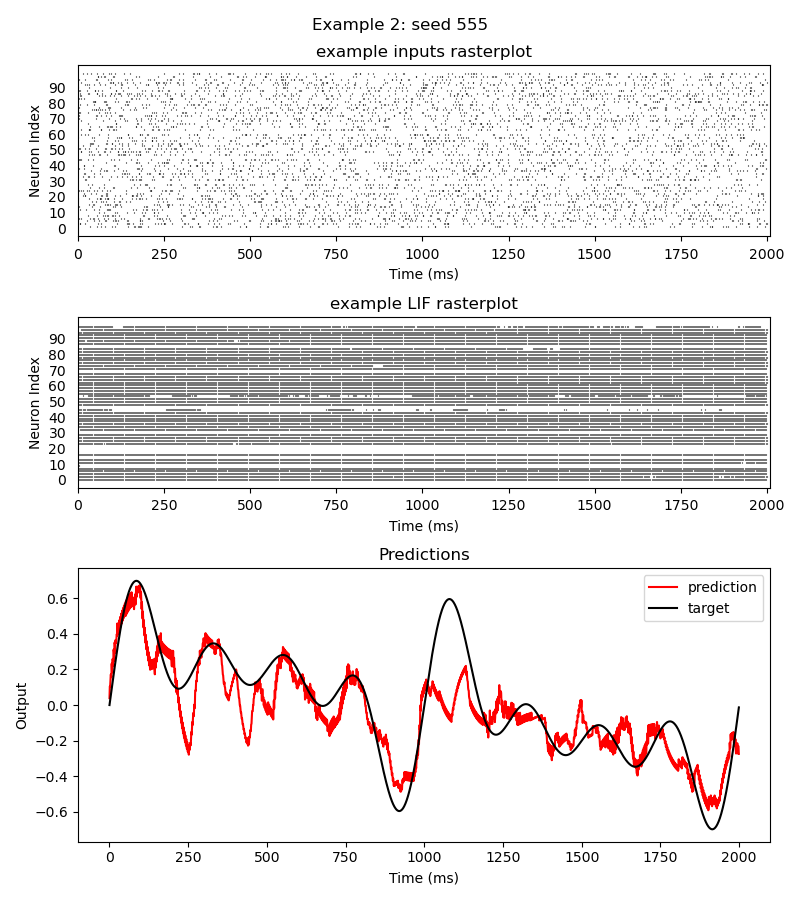 Example 2: seed 555
example inputs rasterplot
Neuron Index
90
80
70
60
50
40
30
20
10
0
0 250 500 750 1000 1250 1500 1750 2000
Time (ms)
example LIF rasterplot
Neuron Index
90
80
70
60
50
40
30
20
10
0
0 250 500 750 1000 1250 1500 1750 2000
Time (ms)
Predictions
Output
0.6
0.4
0.2
0.0
−0.2
−0.4
−0.6
prediction
target
0 250 500 750 1000 1250 1500 1750 2000
Time (ms)